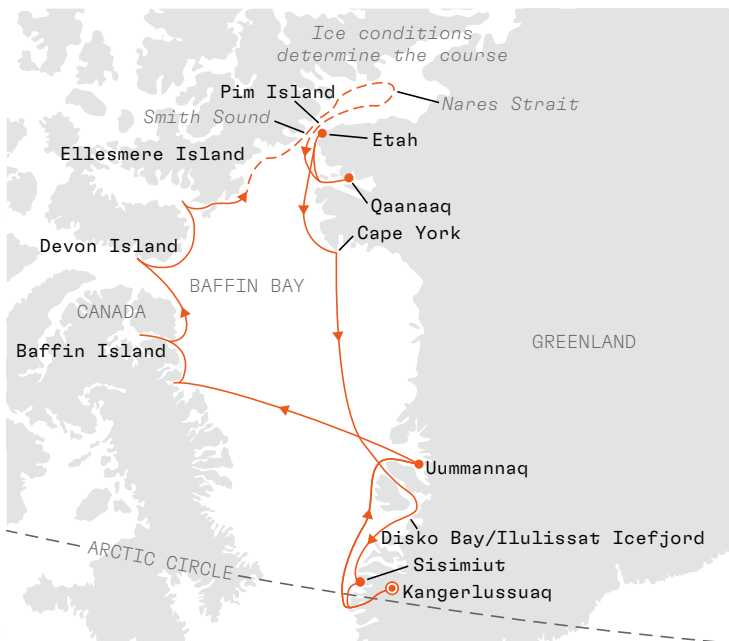 Ice conditions
determine the course
Pim Island
Nares Strait
Smith Sound
Etah
Ellesmere Island
Qaanaaq
Cape York
Devon Island
BAFFIN BAY
CANADA
GREENLAND
Baffin Island
Uummannaq
Disko Bay/Ilulissat Icefjord
ARCTIC CIRCLE
Sisimiut
Kangerlussuaq